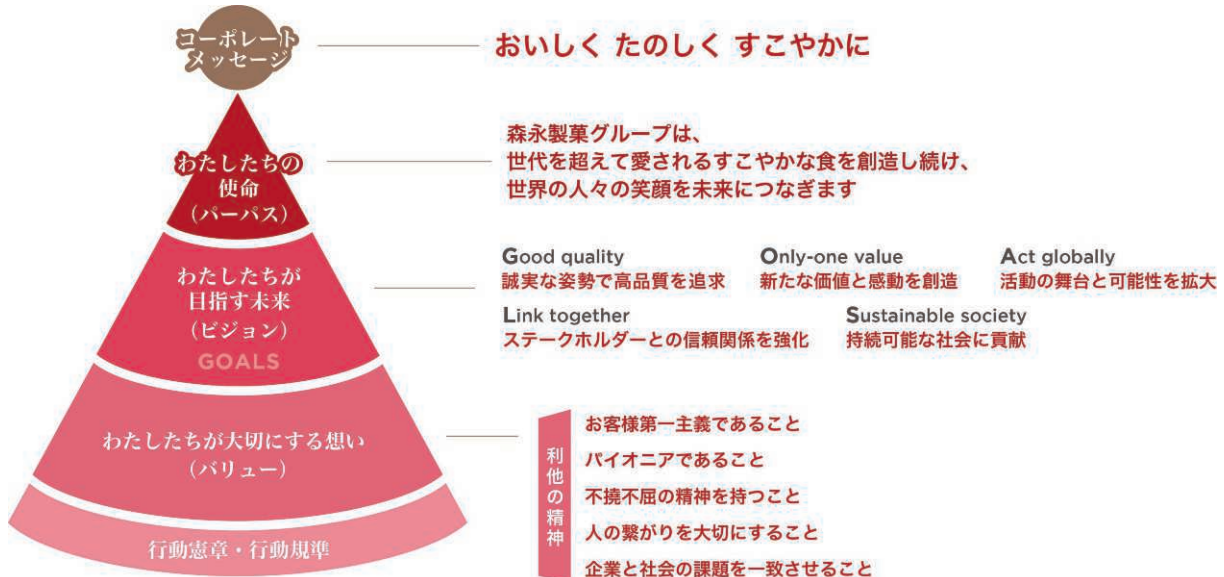 コーポレート
メッセージ
おいしく たのしく すこやかに
わたしたちの
使命
(パーパス)
森永製菓グループは、
世代を超えて愛されるすこやかな食を創造し続け、
世界の人々の笑顔を未来につなぎます
わたしたちが
目指す未来
(ビジョン)
GOALS
Good quality
誠実な姿勢で高品質を追求
Only-one value
新たな価値と感動を創造
Act globally
活動の舞台と可能性を拡大
Link together
ステークホルダーとの信頼関係を強化
Sustainable society
持続可能な社会に貢献
わたしたちが大切にする想い
(バリュー)
利他の精神
お客様第一主義であること
パイオニアであること
不撓不屈の精神を持つこと
人の繋がりを大切にすること
企業と社会の課題を一致させること
行動憲章・行動規準